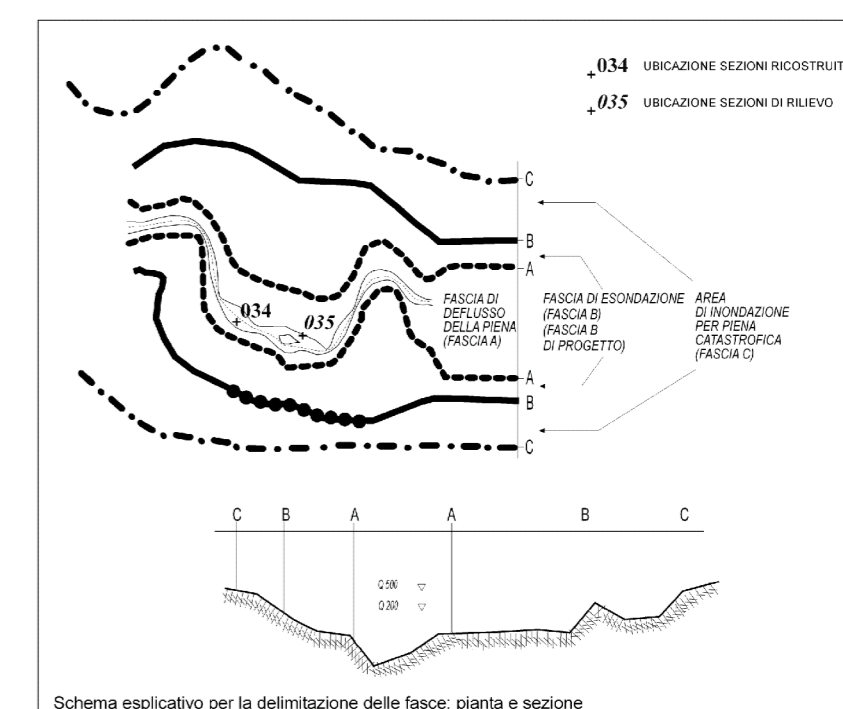 +034 UBICAZIONE SEZIONI RICOSTRUIT
+035 UBICAZIONE SEZIONI DI RILIEVO
C
B
A
034
035
FASCIA DI
DEFLUSSO
DELLA PIENA
(FASCIA A)
FASCIA DI ESONDAZIONE
(FASCIA B)
(FASCIA B
DI PROGETTO)
AREA
DI INONDAZIONE
PER PIENA
CATASTROFICA
(FASCIA C)
A
B
C
C B A A B C
Q 500
Q 200
Schema esplicativo per la delimitazione delle fasce: pianta e sezione